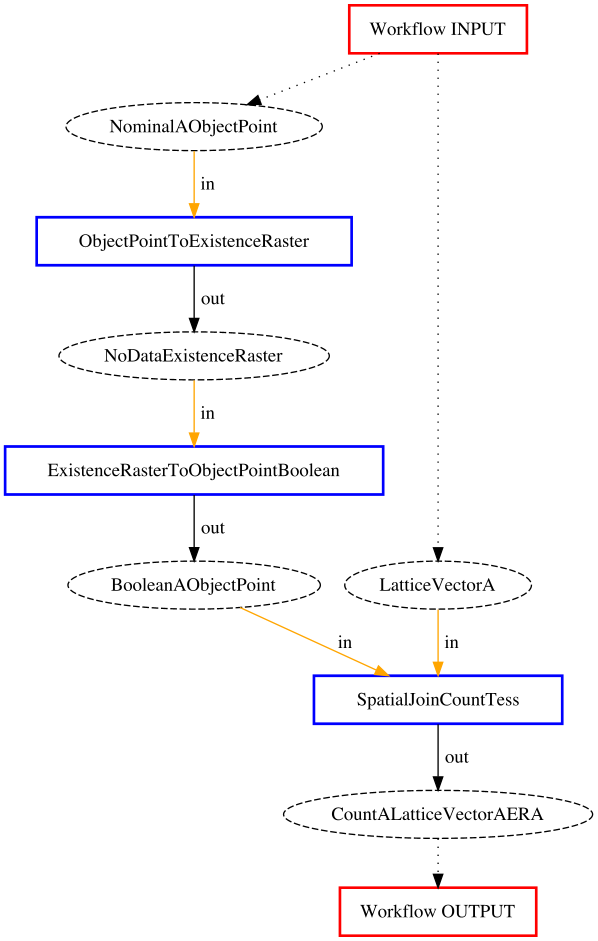 Workflow INPUT
NominalAObjectPoint
in
ObjectPointToExistenceRaster
out
NoDataExistenceRaster
in
ExistenceRasterToObjectPointBoolean
out
BooleanAObjectPoint
LatticeVectorA
in
in
SpatialJoinCountTess
out
CountALatticeVectorAERA
Workflow OUTPUT